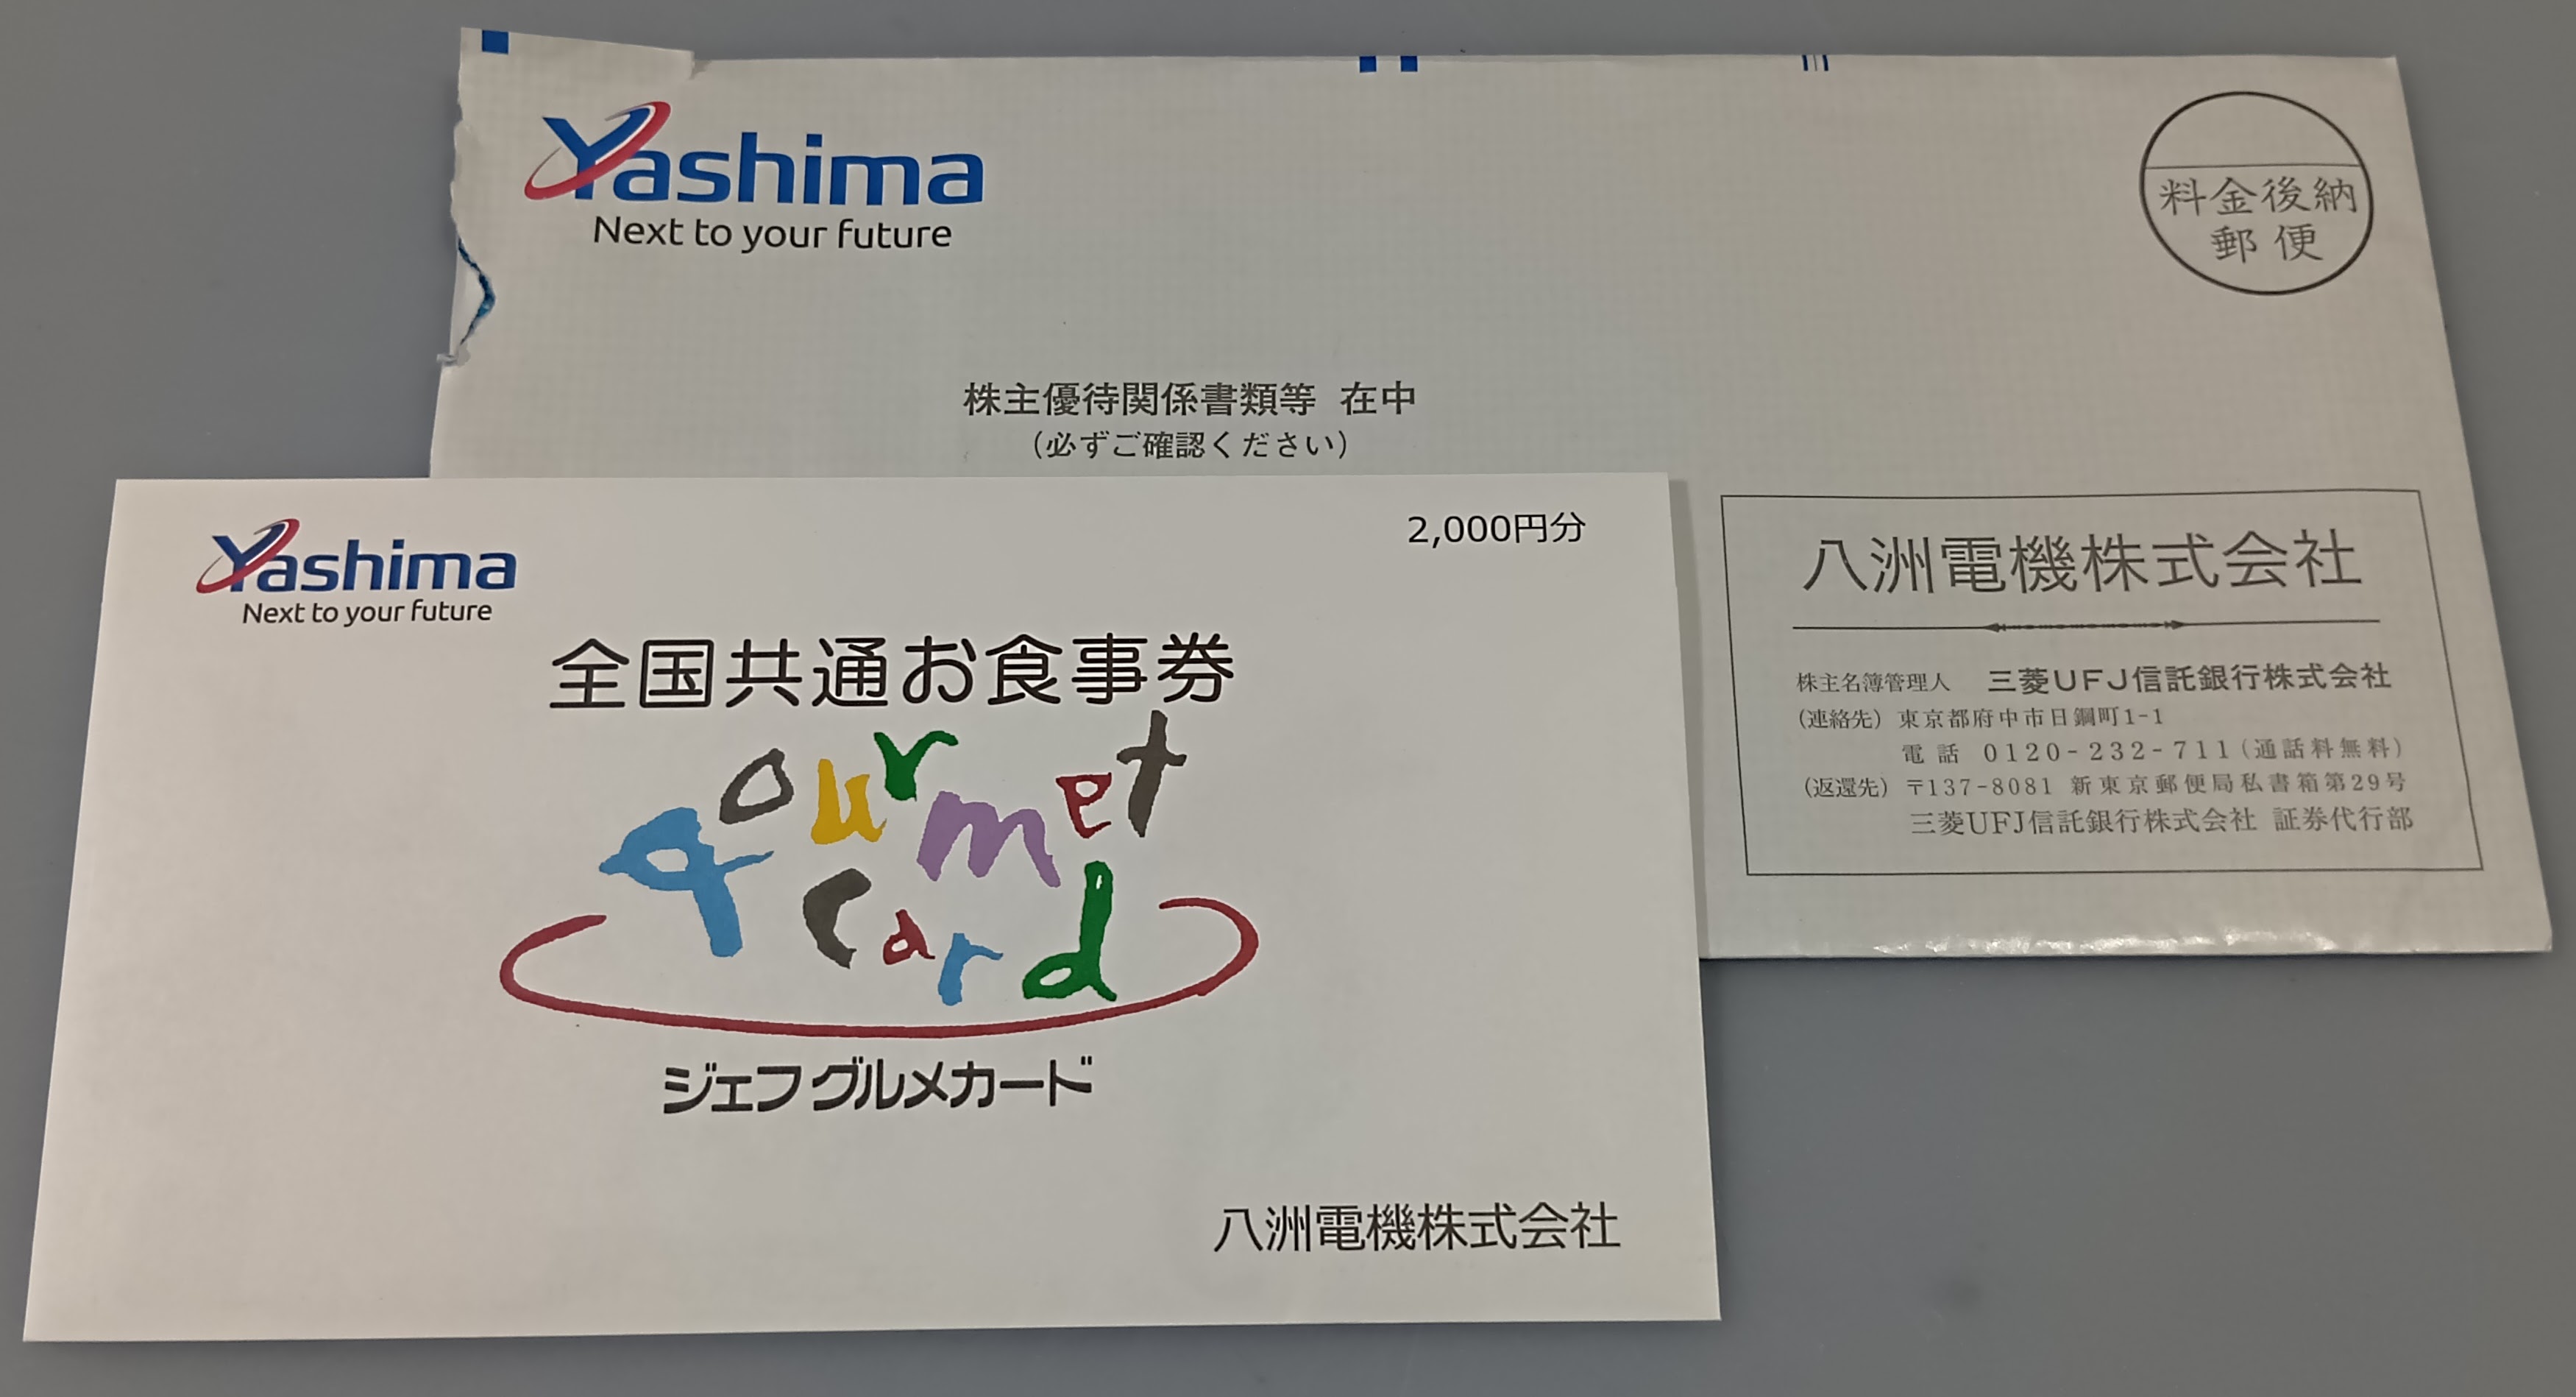 Yashima
Next to your future
料金後納
郵便
株主優待関係書類等 在中
（必ずご確認ください）
八洲電機株式会社
株主名簿管理人 三菱UFJ信託銀行株式会社
（連絡先）東京都府中市日鋼町1-1
電話 0120-232-711（通話料無料）
（返還先）〒137-8081 新東京郵便局私書箱第29号
三菱UFJ信託銀行株式会社 証券代行部
Yashima
Next to your future
2,000円分
全国共通お食事券
gourmet
card
ジェフグルメカード
八洲電機株式会社